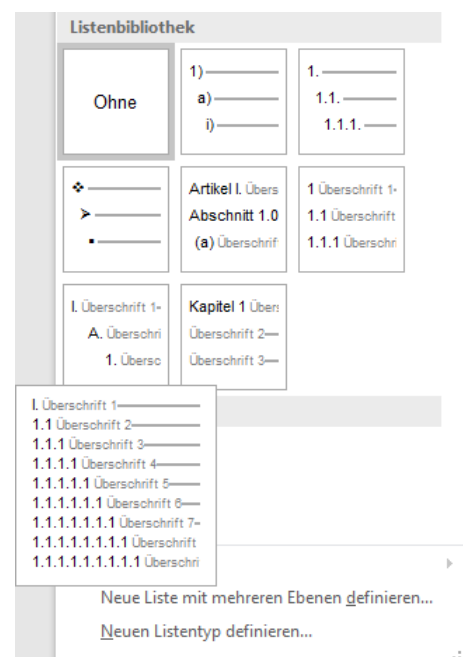 Listenbibliothek
Ohne
1)
a)
i)
1.
1.1.
1.1.1.
Artikel I. Übers
Abschnitt 1.0
(a) Überschrif
1 Überschrift 1
1.1 Überschrift
1.1.1 Überschri
I. Überschrift 1
A. Überschri
1. Übersc
Kapitel 1 Übers
Überschrift 2
Überschrift 3
I. Überschrift 1
1.1 Überschrift 2
1.1.1 Überschrift 3
1.1.1.1 Überschrift 4
1.1.1.1.1 Überschrift 5
1.1.1.1.1.1 Überschrift 6
1.1.1.1.1.1.1 Überschrift 7
1.1.1.1.1.1.1.1 Überschrift
1.1.1.1.1.1.1.1.1 Überschri
Neue Liste mit mehreren Ebenen definieren...
Neuen Listentyp definieren...